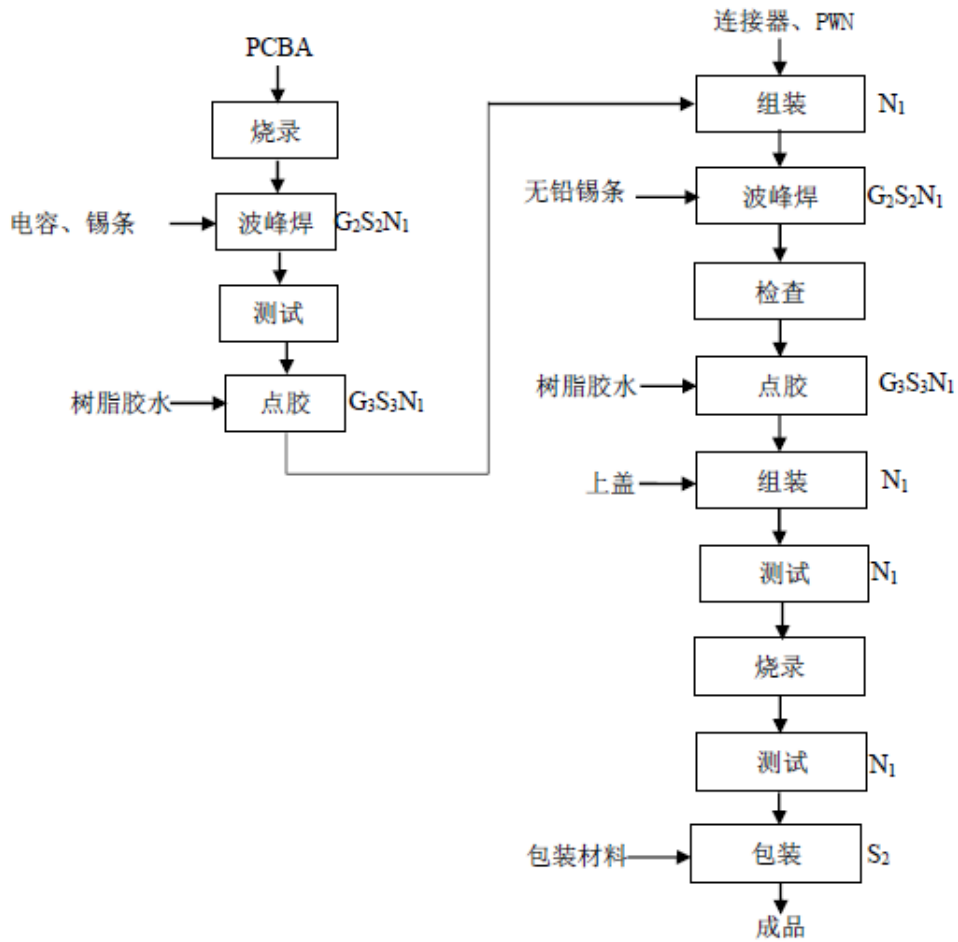 PCBA
烧录
电容、锡条
波峰焊
G₂S₂N₁
测试
树脂胶水
点胶
G₃S₃N₁
连接器、PWN
组装
N₁
无铅锡条
波峰焊
G₂S₂N₁
检查
树脂胶水
点胶
G₃S₃N₁
上盖
组装
N₁
测试
N₁
烧录
测试
N₁
包装材料
包装
S₂
成品